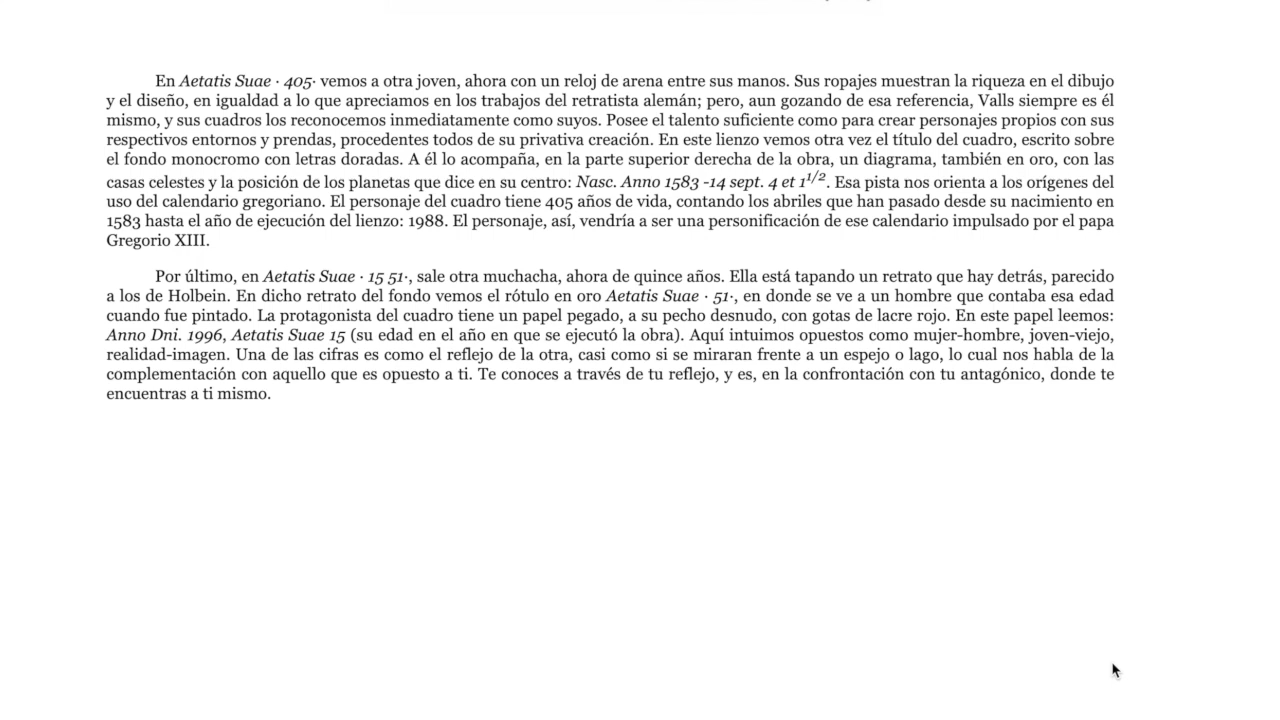 En Aetatis Suae · 405· vemos a otra joven, ahora con un reloj de arena entre sus manos. Sus ropajes muestran la riqueza en el dibujo
y el diseño, en igualdad a lo que apreciamos en los trabajos del retratista alemán; pero, aun gozando de esa referencia, Valls siempre es él
mismo, y sus cuadros los reconocemos inmediatamente como suyos. Posee el talento suficiente como para crear personajes propios con sus
respectivos entornos y prendas, procedentes todos de su privativa creación. En este lienzo vemos otra vez el título del cuadro, escrito sobre
el fondo monocromo con letras doradas. A él lo acompaña, en la parte superior derecha de la obra, un diagrama, también en oro, con las
casas celestes y la posición de los planetas que dice en su centro: Nasc. Anno 1583 -14 sept. 4 et 1 1/2. Esa pista nos orienta a los orígenes del
uso del calendario gregoriano. El personaje del cuadro tiene 405 años de vida, contando los abriles que han pasado desde su nacimiento en
1583 hasta el año de ejecución del lienzo: 1988. El personaje, así, vendría a ser una personificación de ese calendario impulsado por el papa
Gregorio XIII.
Por último, en Aetatis Suae · 15 51·, sale otra muchacha, ahora de quince años. Ella está tapando un retrato que hay detrás, parecido
a los de Holbein. En dicho retrato del fondo vemos el rótulo en oro Aetatis Suae · 51·, en donde se ve a un hombre que contaba esa edad
cuando fue pintado. La protagonista del cuadro tiene un papel pegado, a su pecho desnudo, con gotas de lacre rojo. En este papel leemos:
Anno Dni. 1996, Aetatis Suae 15 (su edad en el año en que se ejecutó la obra). Aquí intuimos opuestos como mujer-hombre, joven-viejo,
realidad-imagen. Una de las cifras es como el reflejo de la otra, casi como si se miraran frente a un espejo o lago, lo cual nos habla de la
complementación con aquello que es opuesto a ti. Te conoces a través de tu reflejo, y es, en la confrontación con tu antagónico, donde te
encuentras a ti mismo.